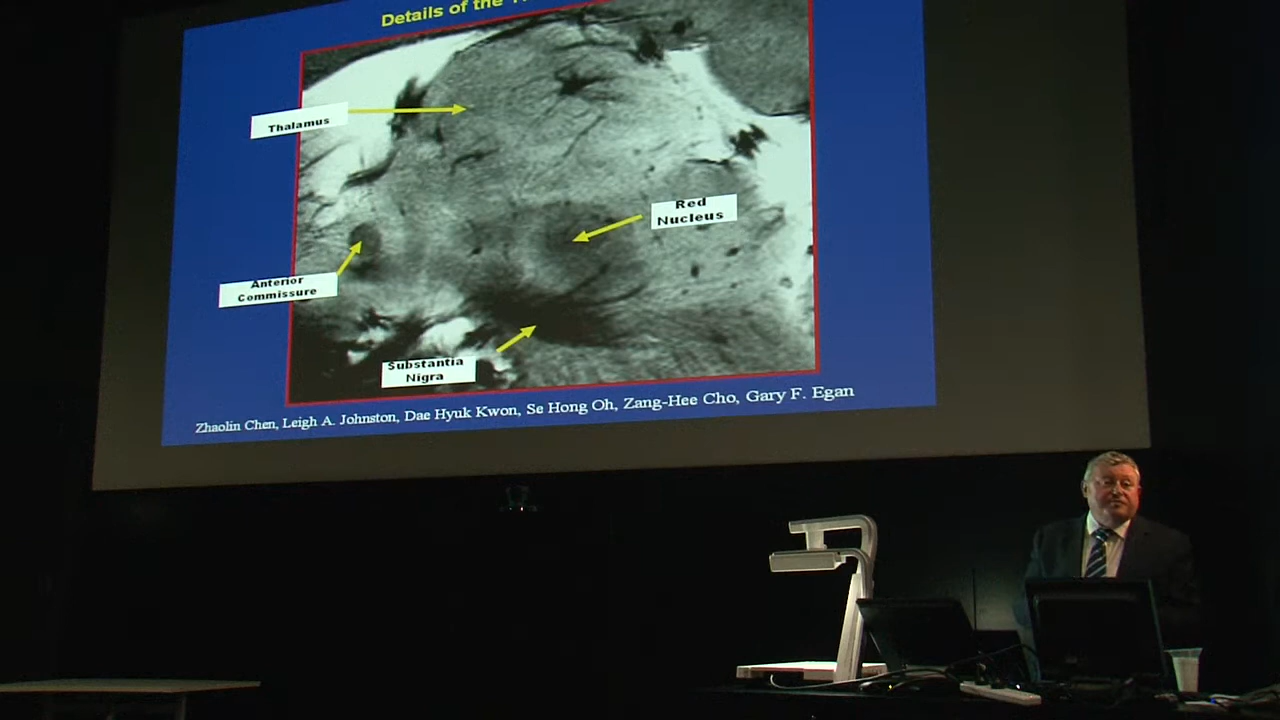 Details of the
Thalamus
Red
Nucleus
Anterior
Commissure
Substantia
Nigra
Zhaolin Chen, Leigh A. Johnston, Dae Hyuk Kwon, Se Hong Oh, Zang-Hee Cho, Gary F. Egan